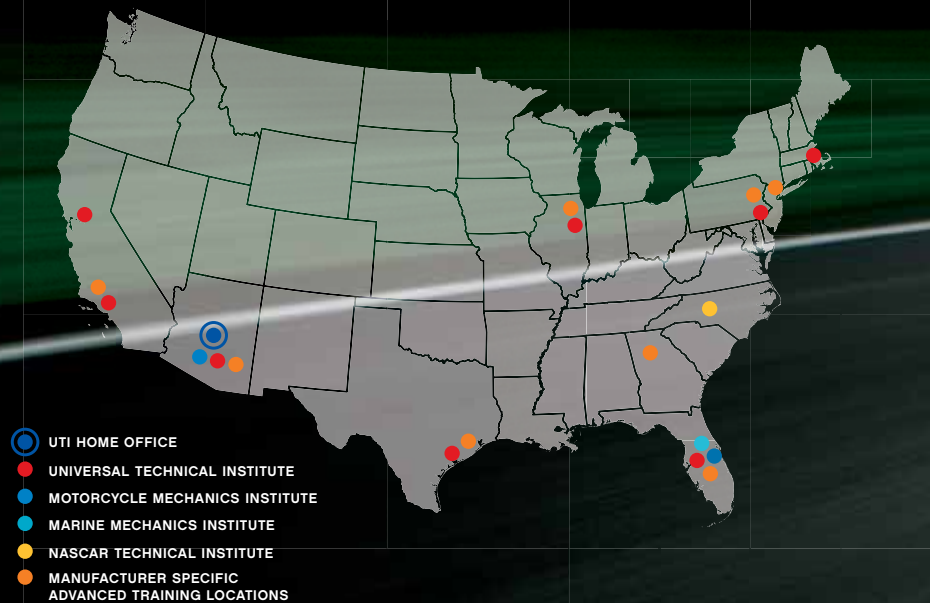 UTI HOME OFFICE
UNIVERSAL TECHNICAL INSTITUTE
MOTORCYCLE MECHANICS INSTITUTE
MARINE MECHANICS INSTITUTE
NASCAR TECHNICAL INSTITUTE
MANUFACTURER SPECIFIC
ADVANCED TRAINING LOCATIONS